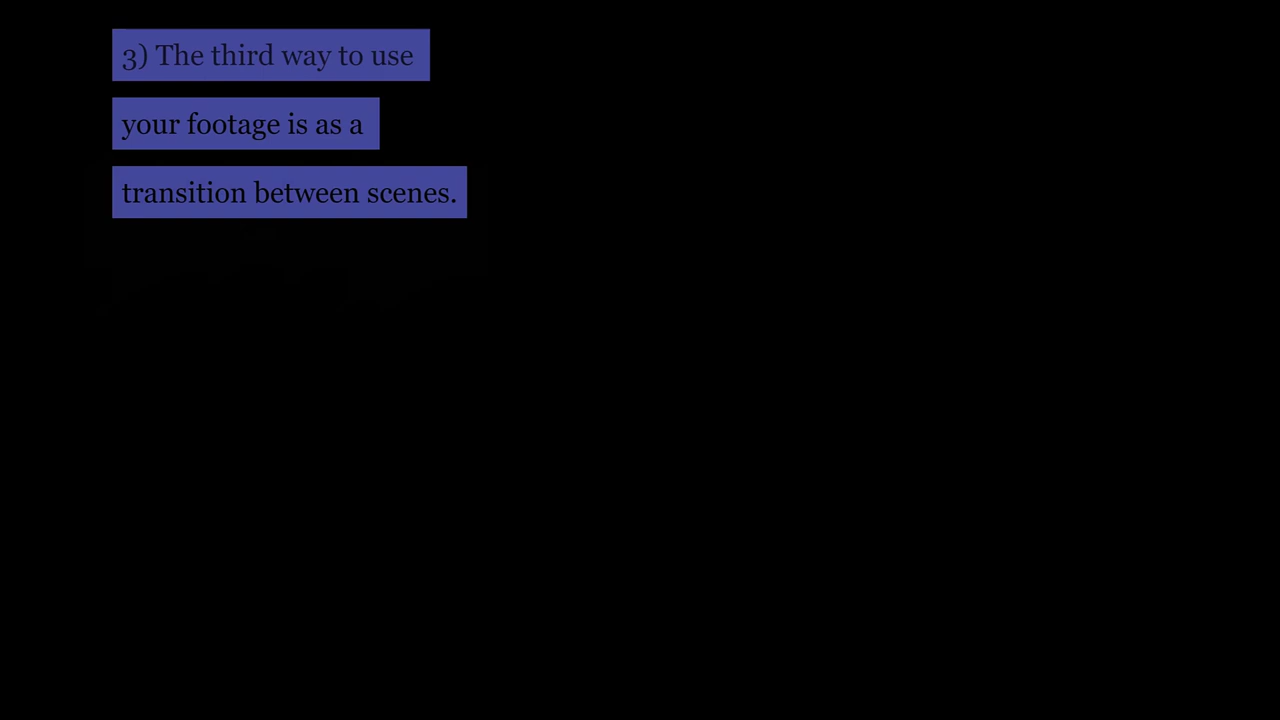 3) The third way to use
your footage is as a
transition between scenes.